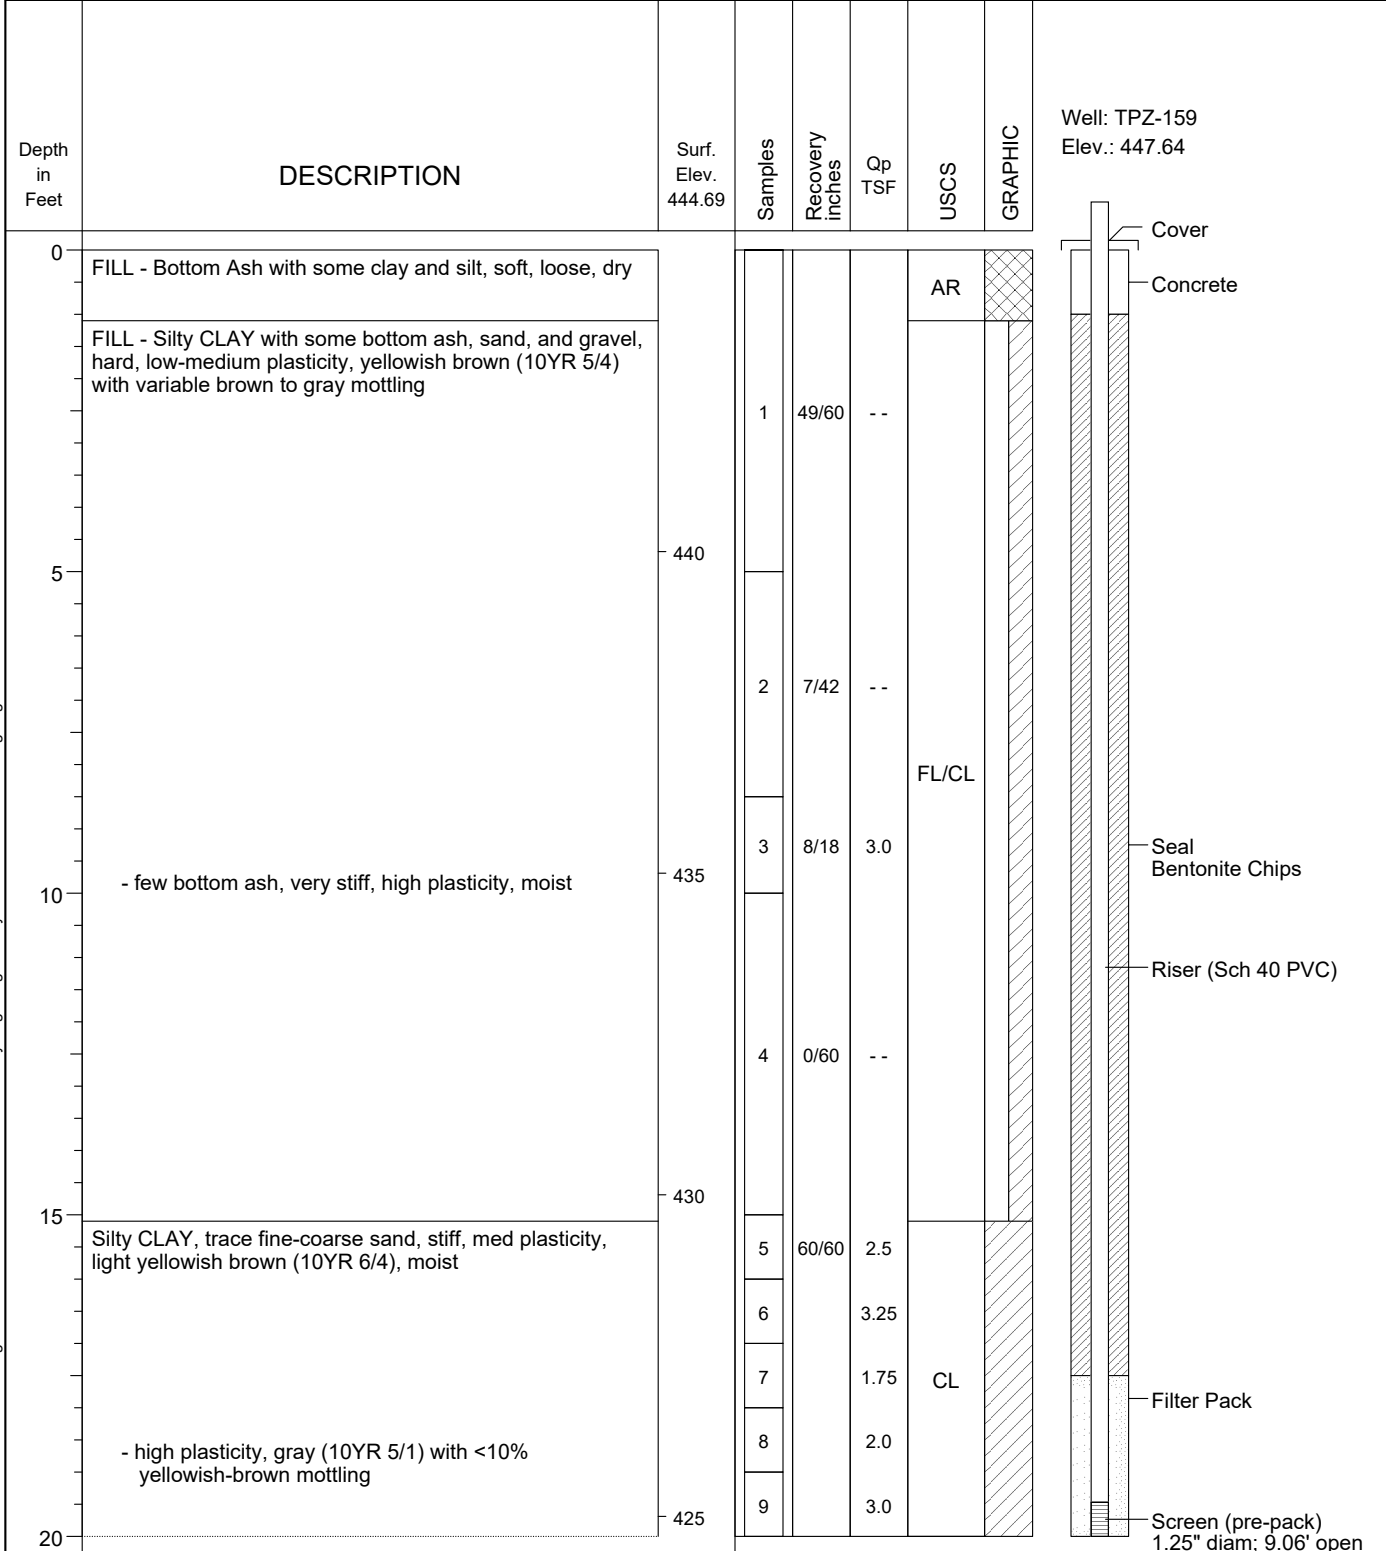 Well: TPZ-159
Elev.: 447.64
Depth
in
Feet
DESCRIPTION
Surf.
Elev.
444.69
Samples
Recovery
inches
Qp
TSF
USCS
GRAPHIC
Cover
0
FILL - Bottom Ash with some clay and silt, soft, loose, dry
AR
Concrete
FILL - Silty CLAY with some bottom ash, sand, and gravel,
hard, low-medium plasticity, yellowish brown (10YR 5/4)
with variable brown to gray mottling
1 49/60 - -
440
5
2 7/42 - -
FL/CL
3 8/18 3.0
Seal
Bentonite Chips
- few bottom ash, very stiff, high plasticity, moist
435
10
Riser (Sch 40 PVC)
4 0/60 - -
430
15
Silty CLAY, trace fine-coarse sand, stiff, med plasticity,
light yellowish brown (10YR 6/4), moist
5 60/60 2.5
6 3.25
7 1.75
CL
Filter Pack
8 2.0
- high plasticity, gray (10YR 5/1) with <10%
yellowish-brown mottling
9 3.0
425
20
Screen (pre-pack)
1.25" diam; 9.06' open